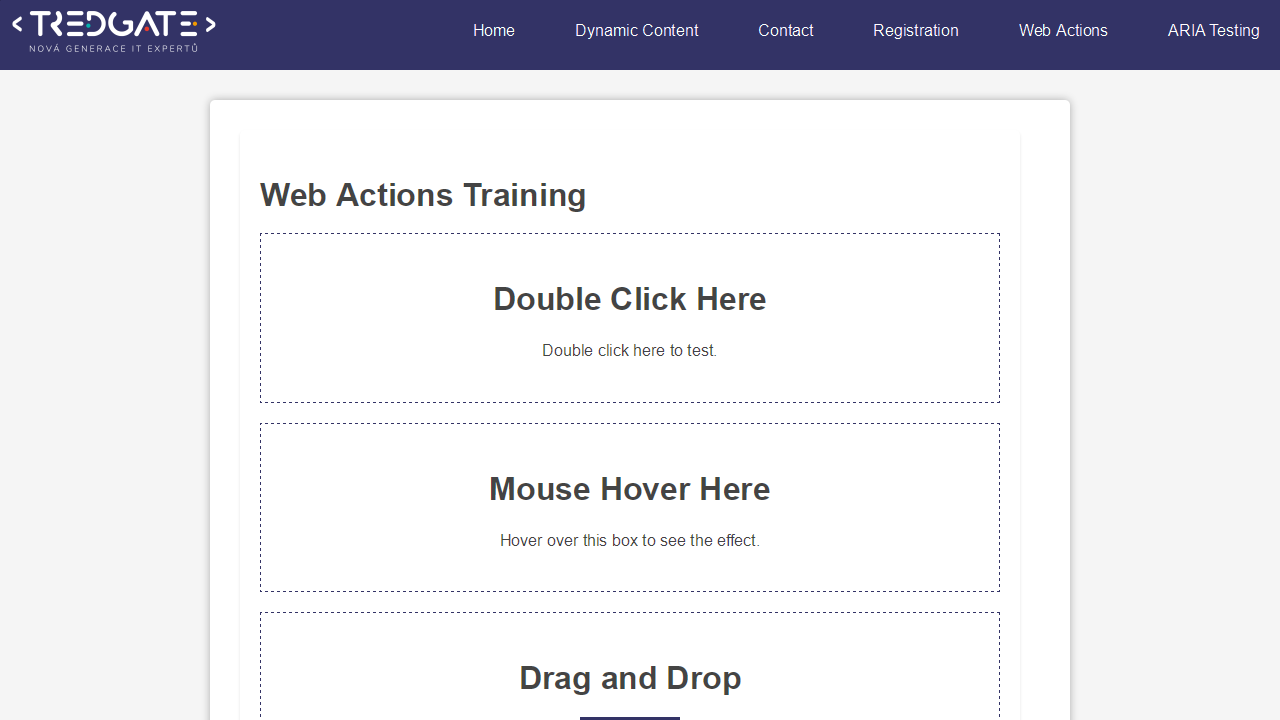 < TREDGATE >
NOVÁ GENERACE IT EXPERTŮ
Home
Dynamic Content
Contact
Registration
Web Actions
ARIA Testing
Web Actions Training
Double Click Here
Double click here to test.
Mouse Hover Here
Hover over this box to see the effect.
Drag and Drop